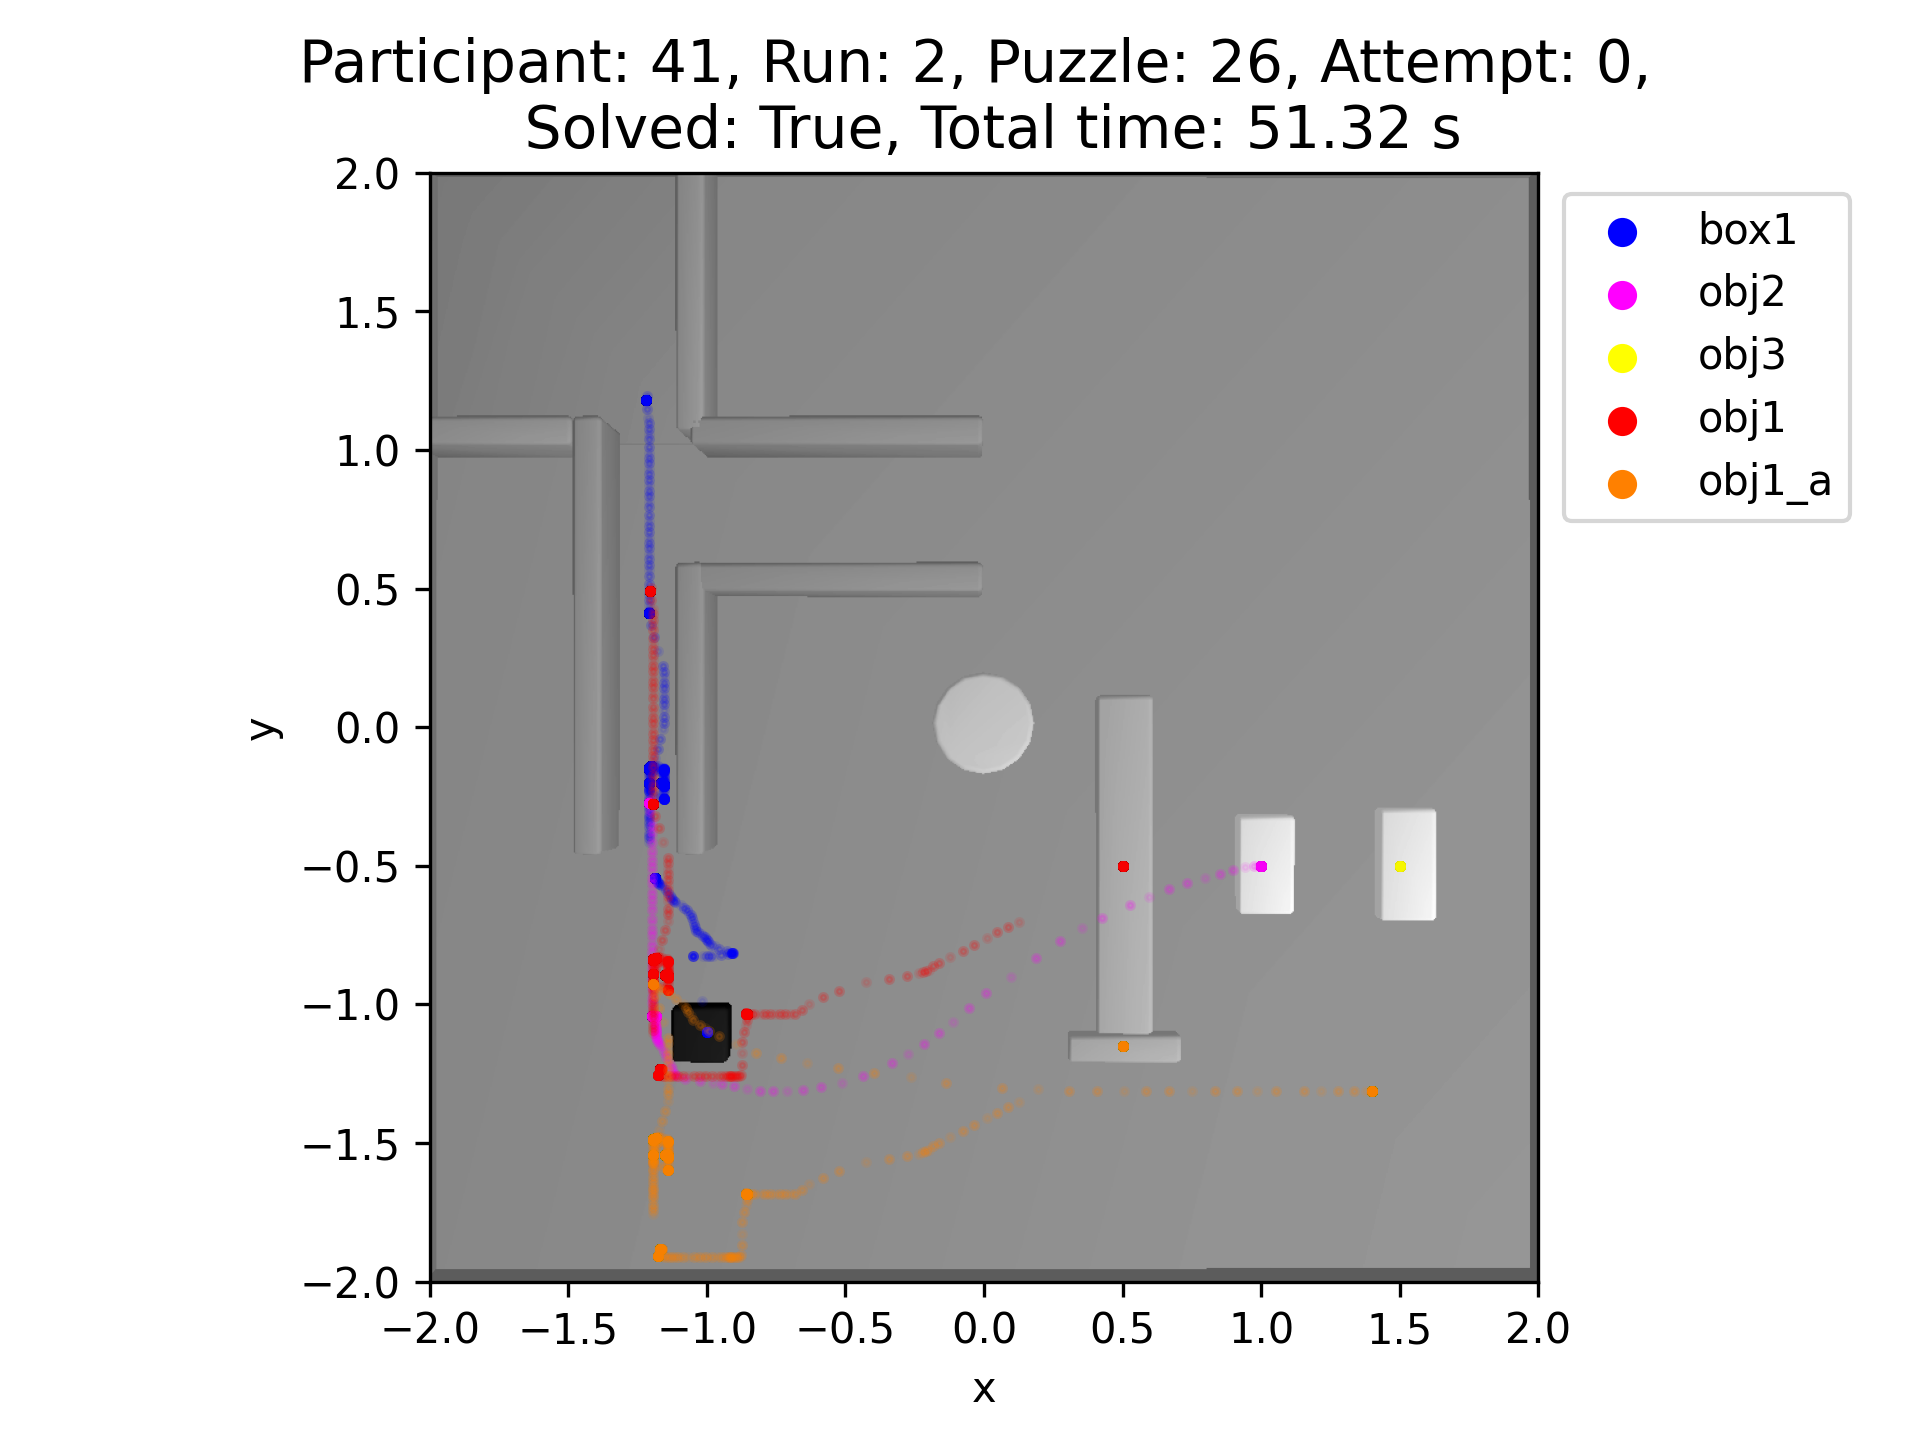 Participant: 41, Run: 2, Puzzle: 26, Attempt: 0,
Solved: True, Total time: 51.32 s
2.0
1.5
1.0
0.5
0.0
−0.5
−1.0
−1.5
−2.0
y
−2.0 −1.5 −1.0 −0.5 0.0 0.5 1.0 1.5 2.0
x
box1
obj2
obj3
obj1
obj1_a